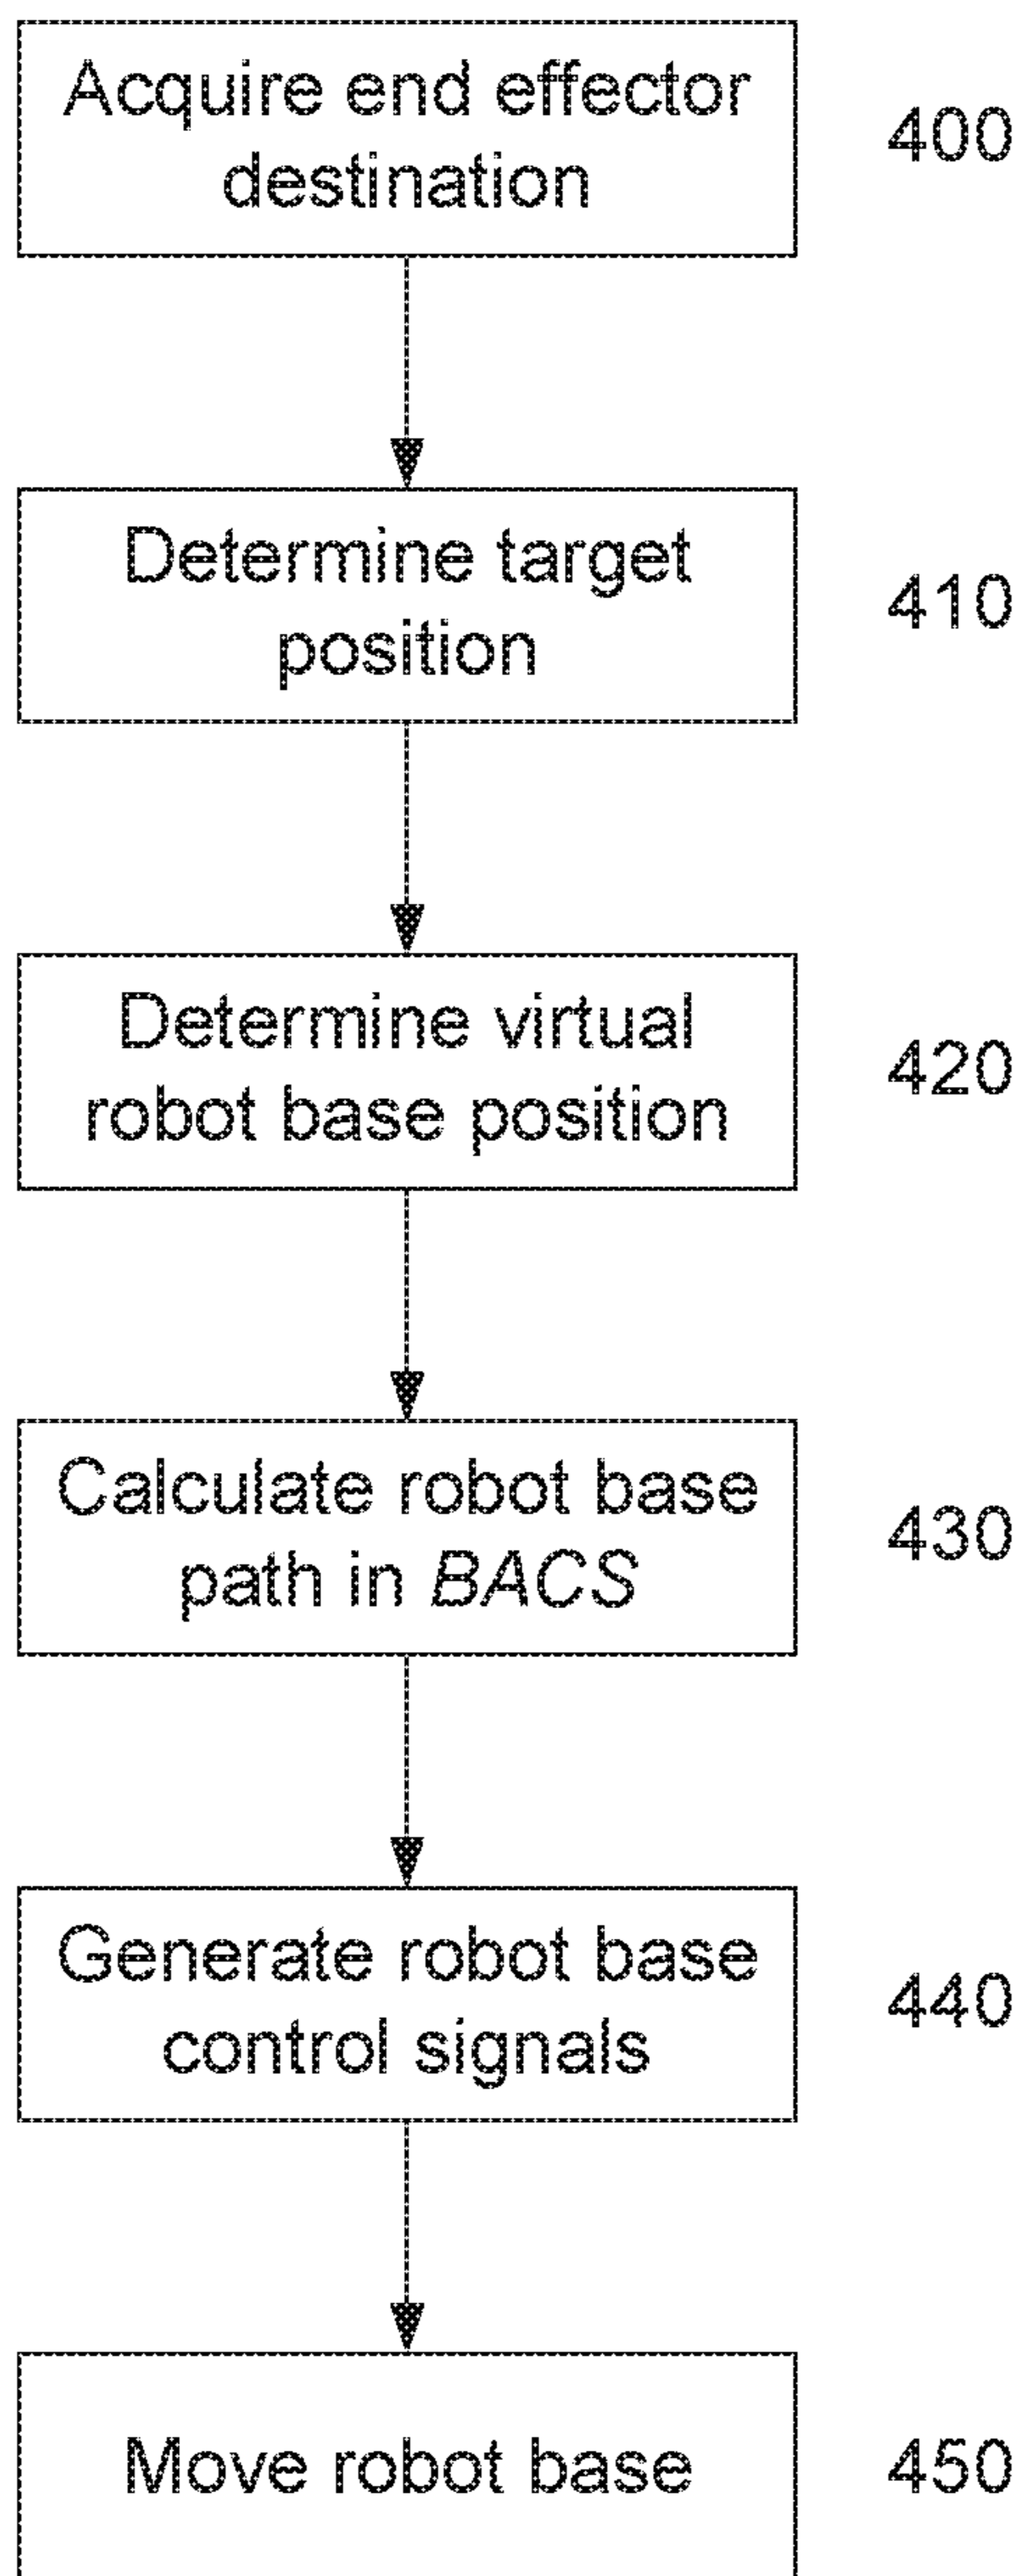 Acquire end effector
destination
400
Determine target
position
410
Determine virtual
robot base position
420
Calculate robot base
path in BACS
430
Generate robot base
control signals
440
Move robot base
450